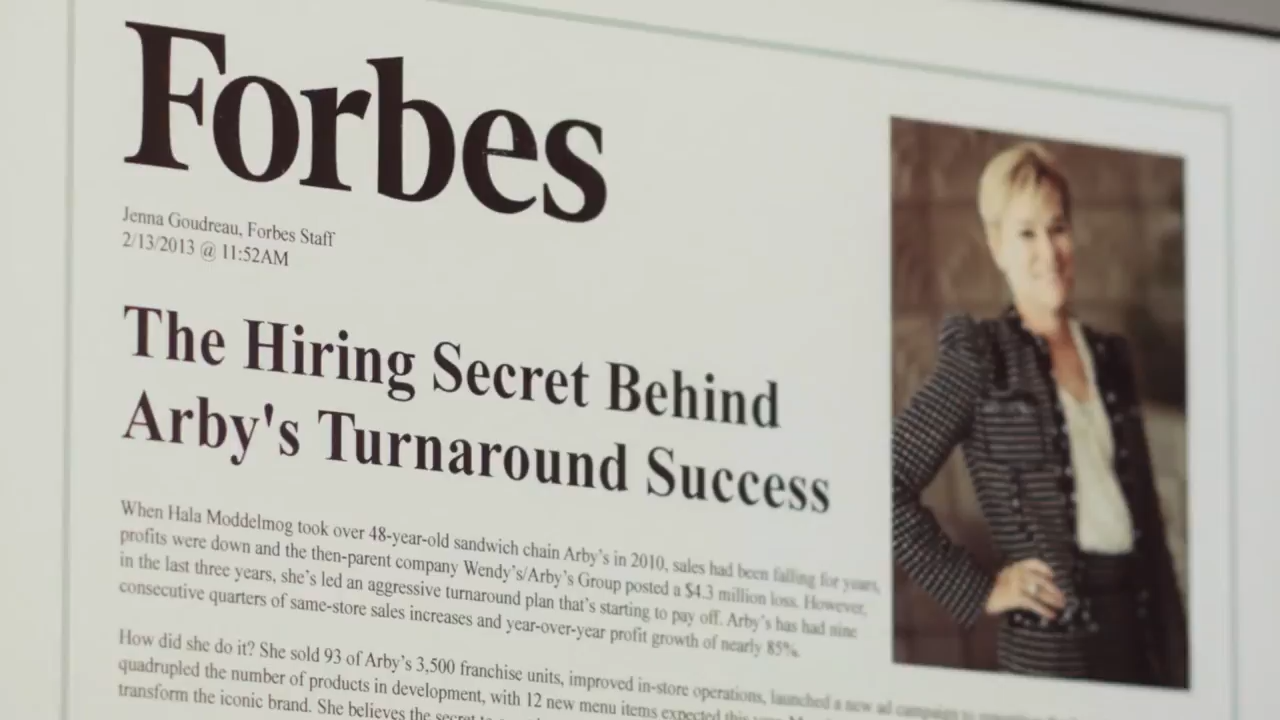 Forbes
Jenna Goudreau, Forbes Staff
2/13/2013 @ 11:52AM
The Hiring Secret Behind
Arby's Turnaround Success
When Hala Moddelmog took over 48-year-old sandwich chain Arby's in 2010, sales had been falling for years,
profits were down and the then-parent company Wendy's/Arby's Group posted a $4.3 million loss. However,
in the last three years, she's led an aggressive turnaround plan that's starting to pay off. Arby's has had nine
consecutive quarters of same-store sales increases and year-over-year profit growth of nearly 85%.
How did she do it? She sold 93 of Arby's 3,500 franchise units, improved in-store operations, launched a new ad campaign to
quadrupled the number of products in development, with 12 new menu items expected this year.
transform the iconic brand. She believes the secret